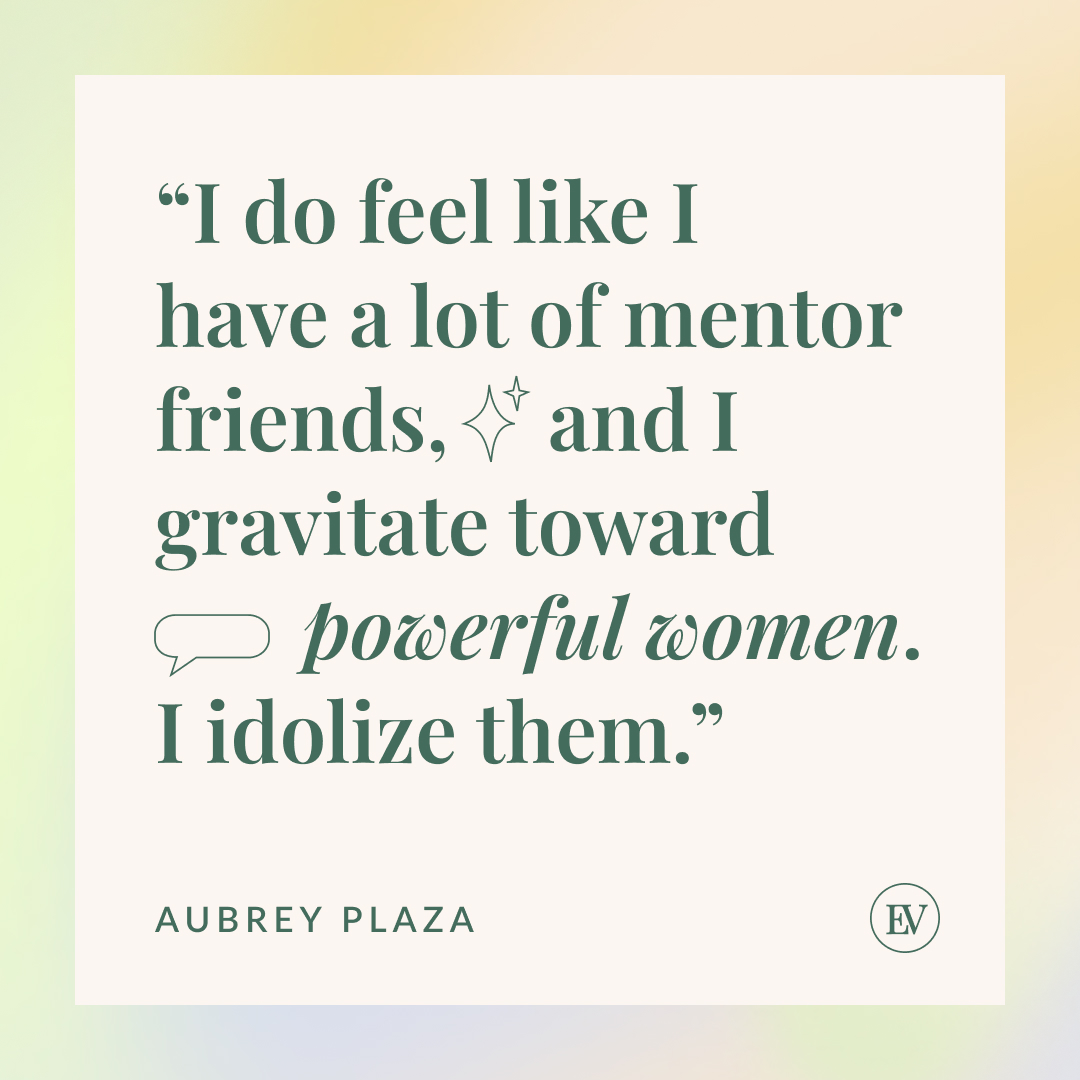 “I do feel like I
have a lot of mentor
friends, and I
gravitate toward
powerful women.
I idolize them.”
AUBREY PLAZA
EV